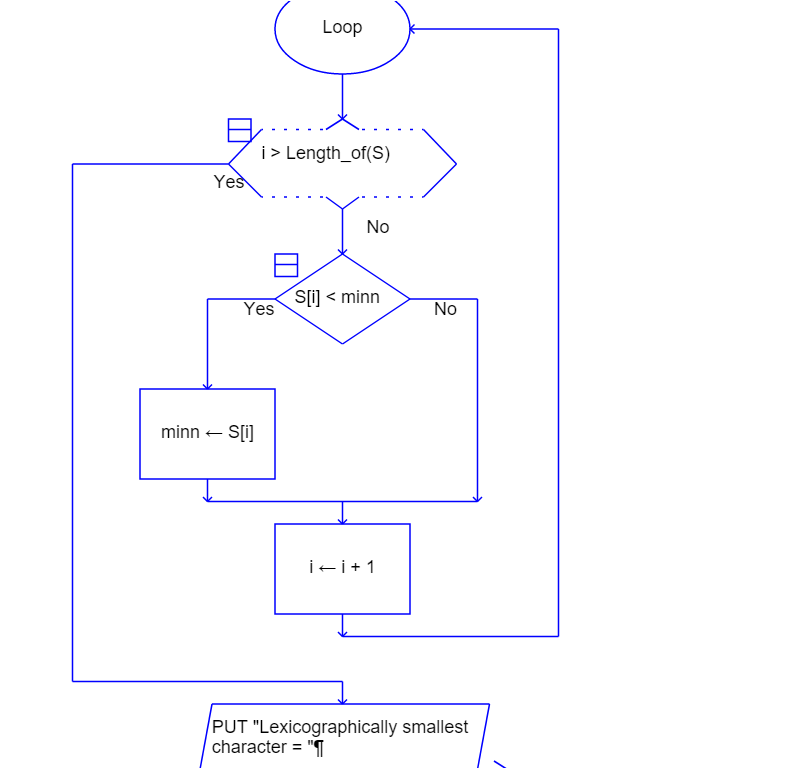 Loop
i > Length_of(S)
Yes
No
S[i] < minn
Yes
No
minn ← S[i]
i ← i + 1
PUT "Lexicographically smallest
character = "¶